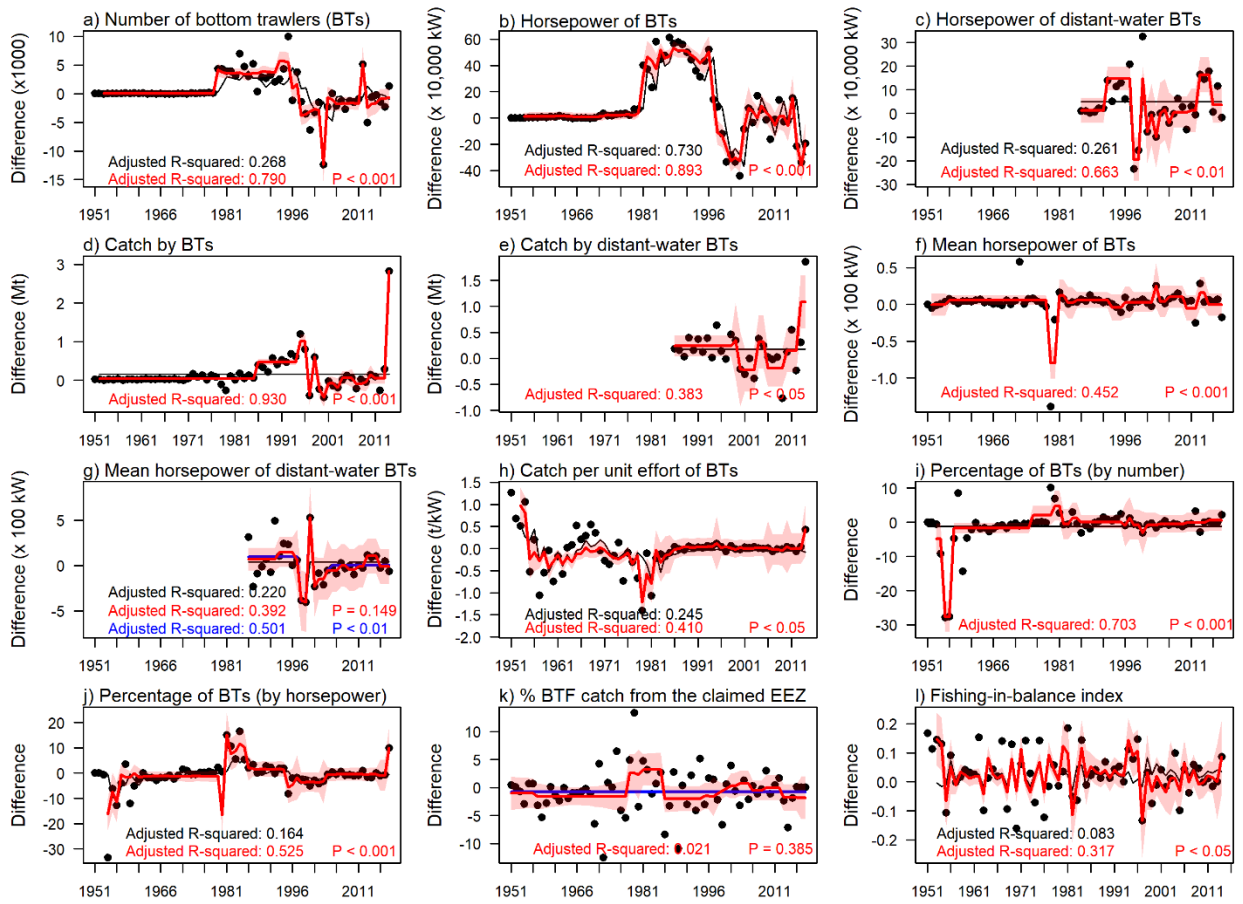 a) Number of bottom trawlers (BTs)
Difference (x1000)
10
5
0
-5
-10
-15
Adjusted R-squared: 0.268
Adjusted R-squared: 0.790 P < 0.001
1951 1966 1981 1996 2011
b) Horsepower of BTs
Difference (x 10,000 kW)
60
40
20
0
-20
-40
Adjusted R-squared: 0.730
Adjusted R-squared: 0.893 P < 0.001
1951 1966 1981 1996 2011
c) Horsepower of distant-water BTs
Difference (x 10,000 kW)
30
20
10
0
-10
-20
-30
Adjusted R-squared: 0.261
Adjusted R-squared: 0.663 P < 0.01
1951 1966 1981 1996 2011
d) Catch by BTs
Difference (Mt)
3
2
1
0
Adjusted R-squared: 0.930 P < 0.001
1951 1961 1971 1981 1991 2001 2011
e) Catch by distant-water BTs
Difference (Mt)
1.5
1.0
0.5
0.0
-0.5
-1.0
Adjusted R-squared: 0.383 P < 0.05
1951 1961 1971 1981 1991 2001 2011
f) Mean horsepower of BTs
Difference (x 100 kW)
0.5
0.0
-0.5
-1.0
Adjusted R-squared: 0.452 P < 0.001
1951 1966 1981 1996 2011
g) Mean horsepower of distant-water BTs
Difference (x 100 kW)
5
0
-5
Adjusted R-squared: 0.220
Adjusted R-squared: 0.392 P = 0.149
Adjusted R-squared: 0.501 P < 0.01
1951 1966 1981 1996 2011
h) Catch per unit effort of BTs
Difference (t/kW)
1.5
1.0
0.5
0.0
-0.5
-1.0
-1.5
-2.0
Adjusted R-squared: 0.245
Adjusted R-squared: 0.410 P < 0.05
1951 1961 1971 1981 1991 2001 2011
i) Percentage of BTs (by number)
Difference
10
0
-10
-20
-30
Adjusted R-squared: 0.703 P < 0.001
1951 1966 1981 1996 2011
j) Percentage of BTs (by horsepower)
Difference
20
10
0
-10
-20
-30
Adjusted R-squared: 0.164
Adjusted R-squared: 0.525 P < 0.001
1951 1966 1981 1996 2011
k) % BTF catch from the claimed EEZ
Difference
10
5
0
-5
-10
Adjusted R-squared: 0.021 P = 0.385
1951 1961 1971 1981 1991 2001 2011
l) Fishing-in-balance index
Difference
0.2
0.1
0.0
-0.1
-0.2
Adjusted R-squared: 0.083
Adjusted R-squared: 0.317 P < 0.05
1951 1961 1971 1981 1991 2001 2011